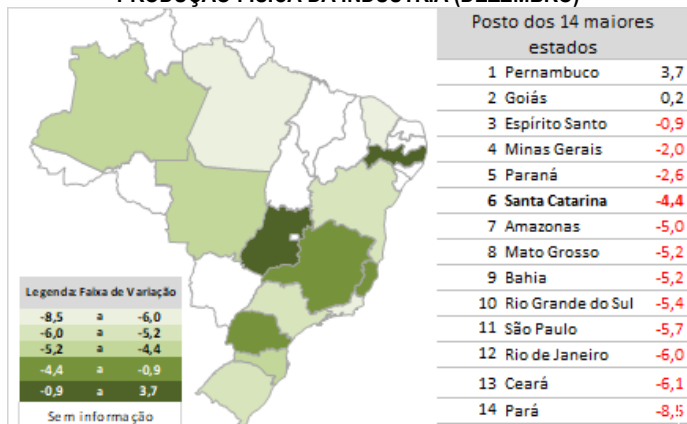 PRODUÇÃO FÍSICA DA INDÚSTRIA (DEZEMBRO)
Posto dos 14 maiores
estados
1 Pernambuco 3,7
2 Goiás 0,2
3 Espírito Santo -0,9
4 Minas Gerais -2,0
5 Paraná -2,6
6 Santa Catarina -4,4
7 Amazonas -5,0
8 Mato Grosso -5,2
9 Bahia -5,2
10 Rio Grande do Sul -5,4
11 São Paulo -5,7
12 Rio de Janeiro -6,0
13 Ceará -6,1
14 Pará -8,5
Legenda: Faixa de Variação
-8,5 a -6,0
-6,0 a -5,2
-5,2 a -4,4
-4,4 a -0,9
-0,9 a 3,7
Sem informação